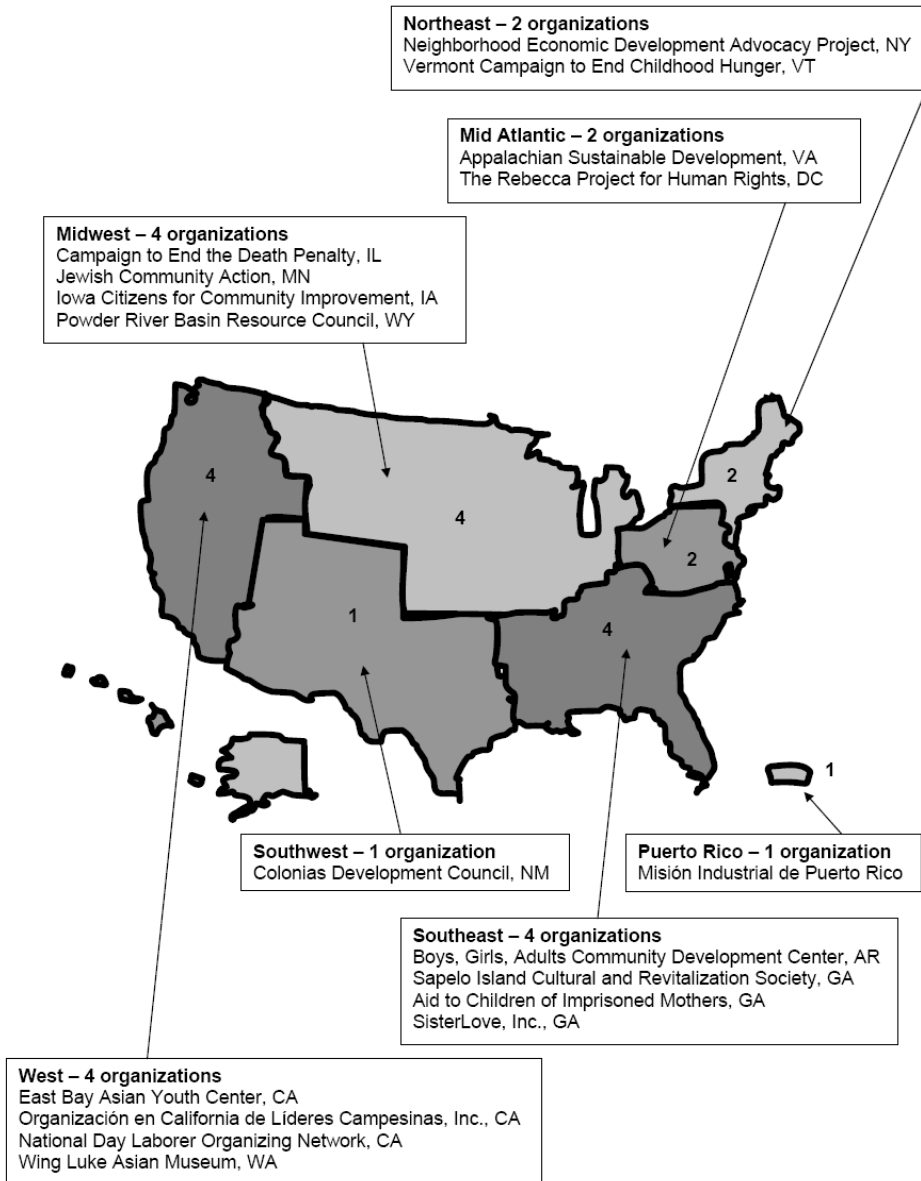 Northeast – 2 organizations
Neighborhood Economic Development Advocacy Project, NY
Vermont Campaign to End Childhood Hunger, VT
Mid Atlantic – 2 organizations
Appalachian Sustainable Development, VA
The Rebecca Project for Human Rights, DC
Midwest – 4 organizations
Campaign to End the Death Penalty, IL
Jewish Community Action, MN
Iowa Citizens for Community Improvement, IA
Powder River Basin Resource Council, WY
4
2
4
2
1
4
1
Southwest – 1 organization
Colonias Development Council, NM
Puerto Rico – 1 organization
Misión Industrial de Puerto Rico
Southeast – 4 organizations
Boys, Girls, Adults Community Development Center, AR
Sapelo Island Cultural and Revitalization Society, GA
Aid to Children of Imprisoned Mothers, GA
SisterLove, Inc., GA
West – 4 organizations
East Bay Asian Youth Center, CA
Organización en California de Líderes Campesinas, Inc., CA
National Day Laborer Organizing Network, CA
Wing Luke Asian Museum, WA